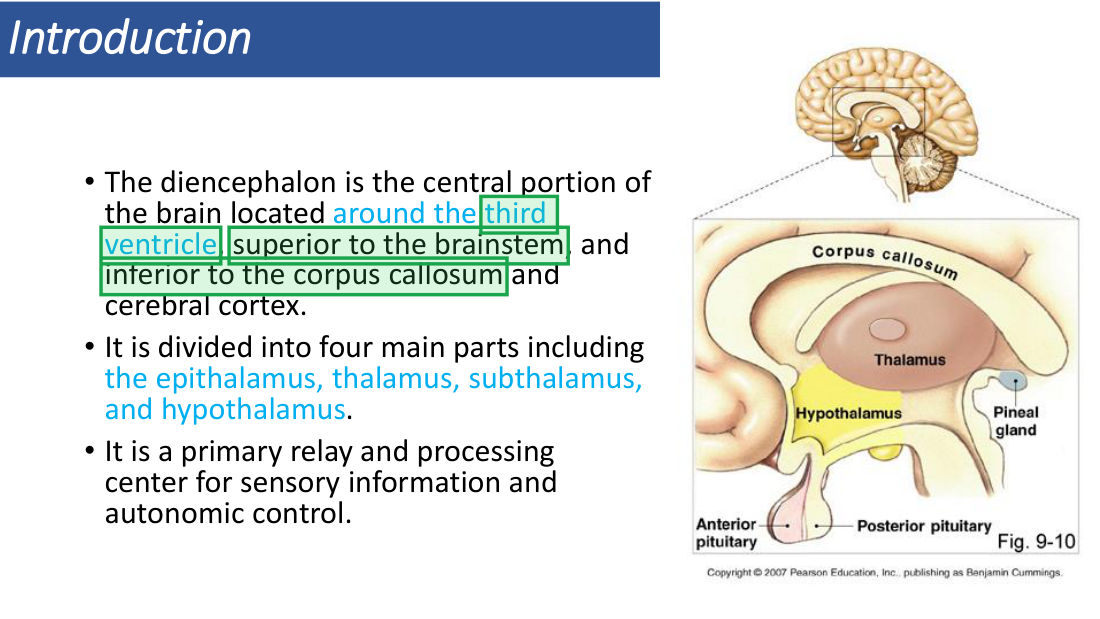 Introduction
• The diencephalon is the central portion of
the brain located around the third
ventricle, superior to the brainstem, and
inferior to the corpus callosum and
cerebral cortex.
• It is divided into four main parts including
the epithalamus, thalamus, subthalamus,
and hypothalamus.
• It is a primary relay and processing
center for sensory information and
autonomic control.
Corpus callosum
Thalamus
Hypothalamus
Pineal
gland
Anterior
pituitary
Posterior pituitary
Fig. 9-10
Copyright © 2007 Pearson Education, Inc., publishing as Benjamin Cummings.